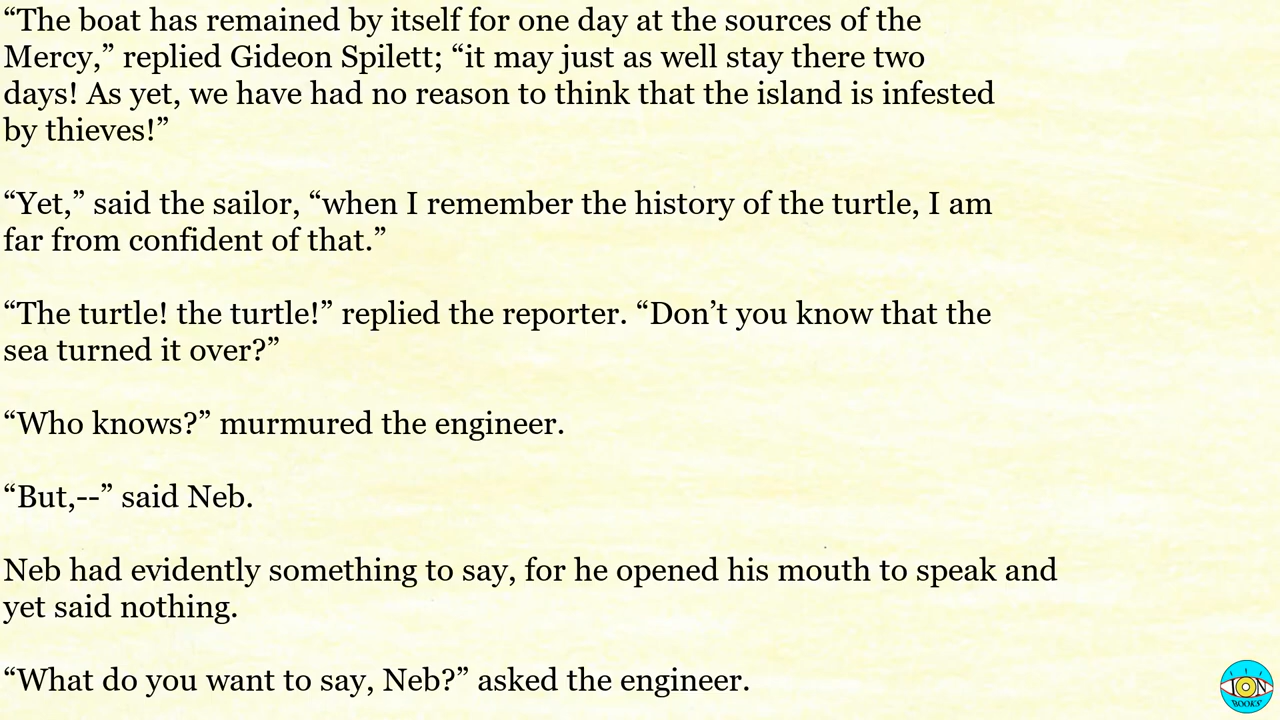 “The boat has remained by itself for one day at the sources of the
Mercy,” replied Gideon Spilett; “it may just as well stay there two
days! As yet, we have had no reason to think that the island is infested
by thieves!”
“Yet,” said the sailor, “when I remember the history of the turtle, I am
far from confident of that.”
“The turtle! the turtle!” replied the reporter. “Don’t you know that the
sea turned it over?”
“Who knows?” murmured the engineer.
“But,--” said Neb.
Neb had evidently something to say, for he opened his mouth to speak and
yet said nothing.
“What do you want to say, Neb?” asked the engineer.
ION
BOOKS